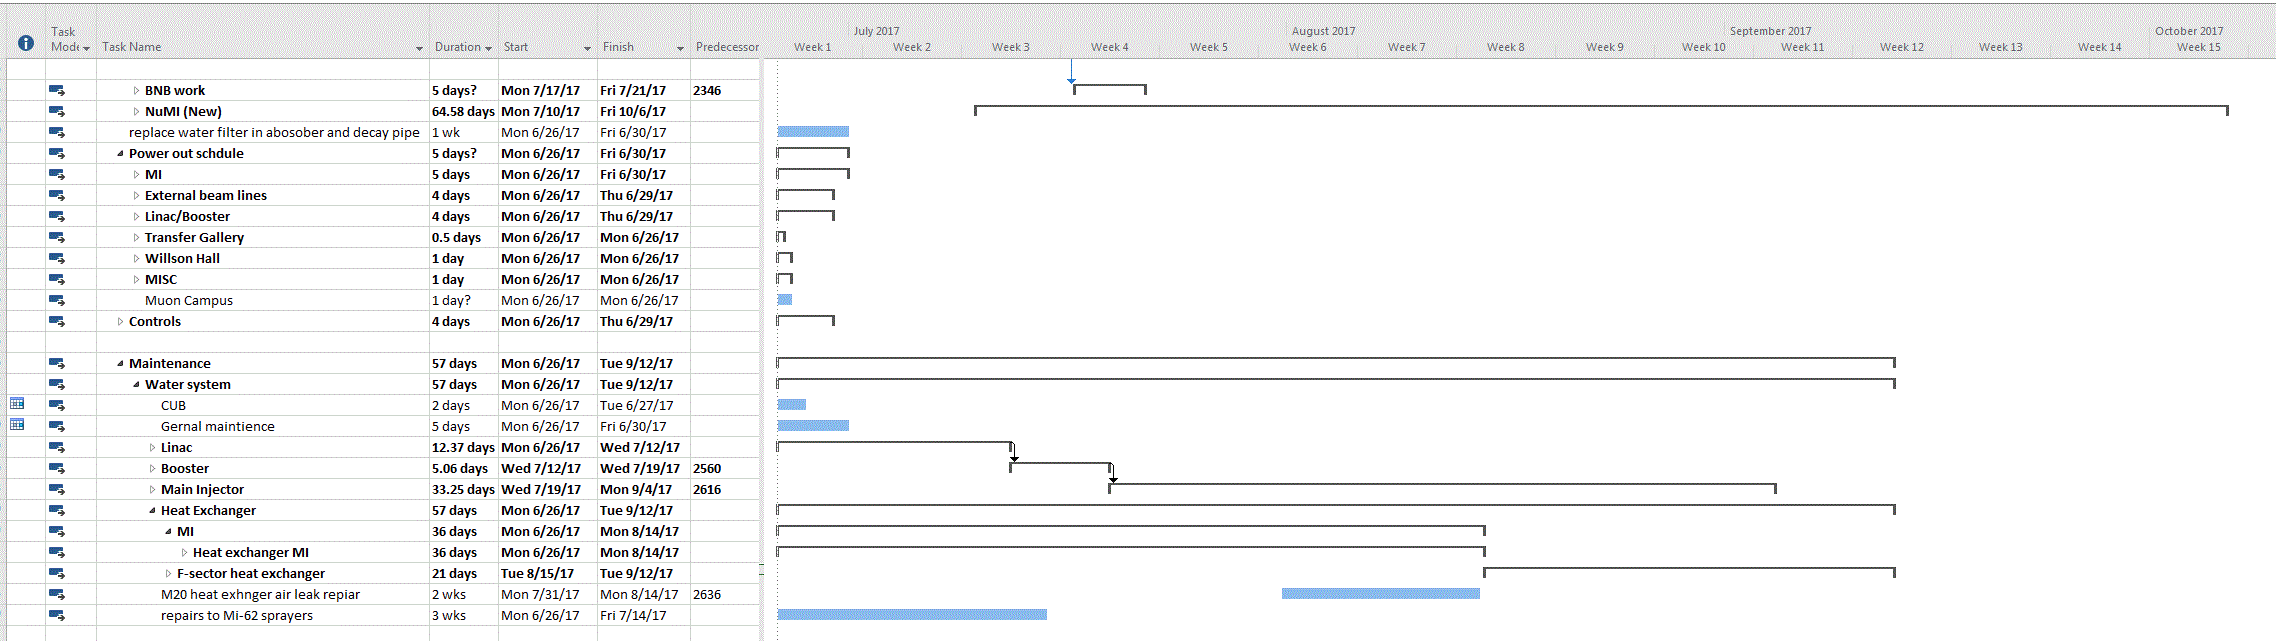 July 2017 August 2017 September 2017 October 2017
Task Mode Task Name Duration Start Finish Predecessor Week 1 Week 2 Week 3 Week 4 Week 5 Week 6 Week 7 Week 8 Week 9 Week 10 Week 11 Week 12 Week 13 Week 14 Week 15
BNB work 5 days? Mon 7/17/17 Fri 7/21/17 2346
NuMI (New) 64.58 days Mon 7/10/17 Fri 10/6/17
replace water filter in abosober and decay pipe 1 wk Mon 6/26/17 Fri 6/30/17
Power out schdule 5 days? Mon 6/26/17 Fri 6/30/17
MI 5 days Mon 6/26/17 Fri 6/30/17
External beam lines 4 days Mon 6/26/17 Thu 6/29/17
Linac/Booster 4 days Mon 6/26/17 Thu 6/29/17
Transfer Gallery 0.5 days Mon 6/26/17 Mon 6/26/17
Willson Hall 1 day Mon 6/26/17 Mon 6/26/17
MISC 1 day Mon 6/26/17 Mon 6/26/17
Muon Campus 1 day? Mon 6/26/17 Mon 6/26/17
Controls 4 days Mon 6/26/17 Thu 6/29/17
Maintenance 57 days Mon 6/26/17 Tue 9/12/17
Water system 57 days Mon 6/26/17 Tue 9/12/17
CUB 2 days Mon 6/26/17 Tue 6/27/17
Gernal maintience 5 days Mon 6/26/17 Fri 6/30/17
Linac 12.37 days Mon 6/26/17 Wed 7/12/17
Booster 5.06 days Wed 7/12/17 Wed 7/19/17 2560
Main Injector 33.25 days Wed 7/19/17 Mon 9/4/17 2616
Heat Exchanger 57 days Mon 6/26/17 Tue 9/12/17
MI 36 days Mon 6/26/17 Mon 8/14/17
Heat exchanger MI 36 days Mon 6/26/17 Mon 8/14/17
F-sector heat exchanger 21 days Tue 8/15/17 Tue 9/12/17
M20 heat exhnger air leak repiar 2 wks Mon 7/31/17 Mon 8/14/17 2636
repairs to Mi-62 sprayers 3 wks Mon 6/26/17 Fri 7/14/17